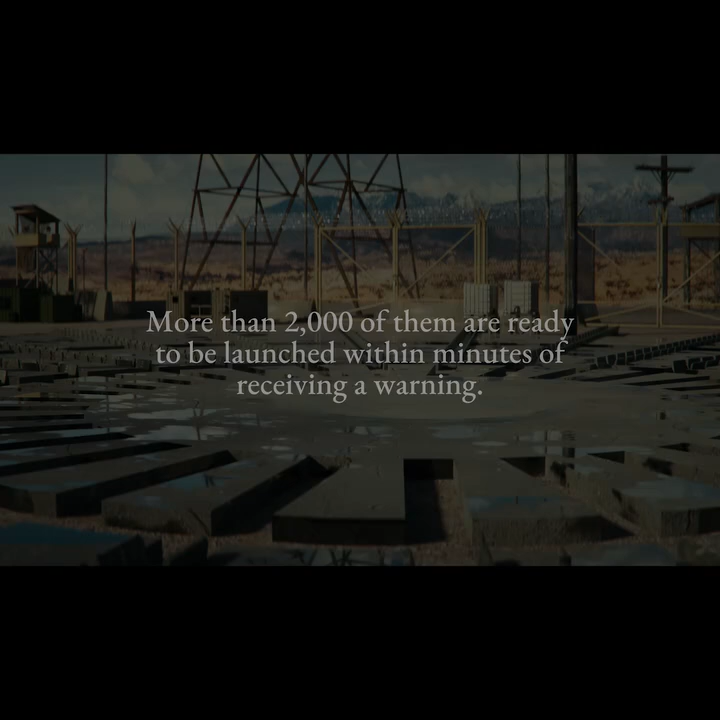 More than 2,000 of them are ready
to be launched within minutes of
receiving a warning.